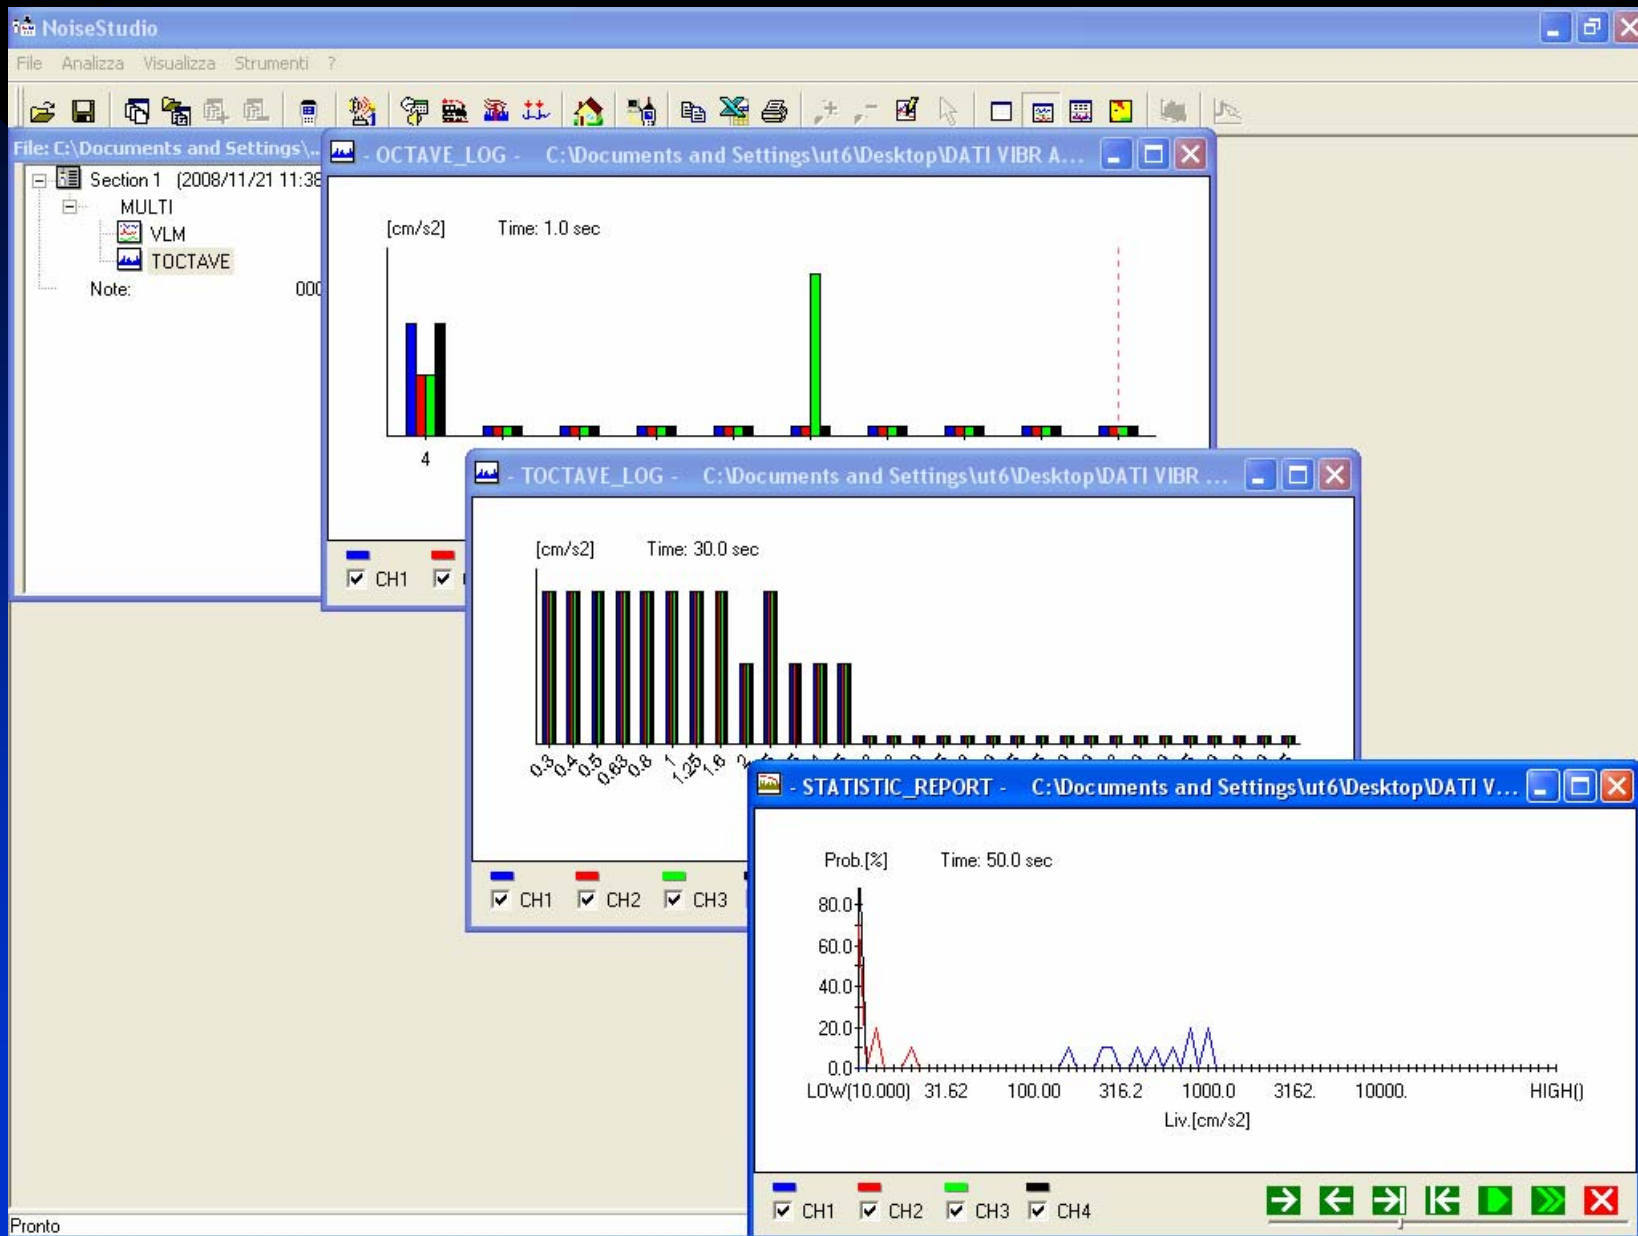 NoiseStudio
File Analizza Visualizza Strumenti ?
File: C:\Documents and Settings\...
Section 1 (2008/11/21 11:38
MULTI
VLM
TOCTAVE
Note: 000
- OCTAVE_LOG - C:\Documents and Settings\ut6\Desktop\DATI VIBR A...
[cm/s2] Time: 1.0 sec
4
CH1
- TOCTAVE_LOG - C:\Documents and Settings\ut6\Desktop\DATI VIBR ...
[cm/s2] Time: 30.0 sec
0.3 0.4 0.5 0.63 0.8 1 1.25 1.6 2
CH1 CH2 CH3
- STATISTIC_REPORT - C:\Documents and Settings\ut6\Desktop\DATI V...
Prob.[%] Time: 50.0 sec
80.0
60.0
40.0
20.0
0.0
LOW(10.000) 31.62 100.00 316.2 1000.0 3162. 10000. HIGH()
Liv.[cm/s2]
CH1 CH2 CH3 CH4
Pronto